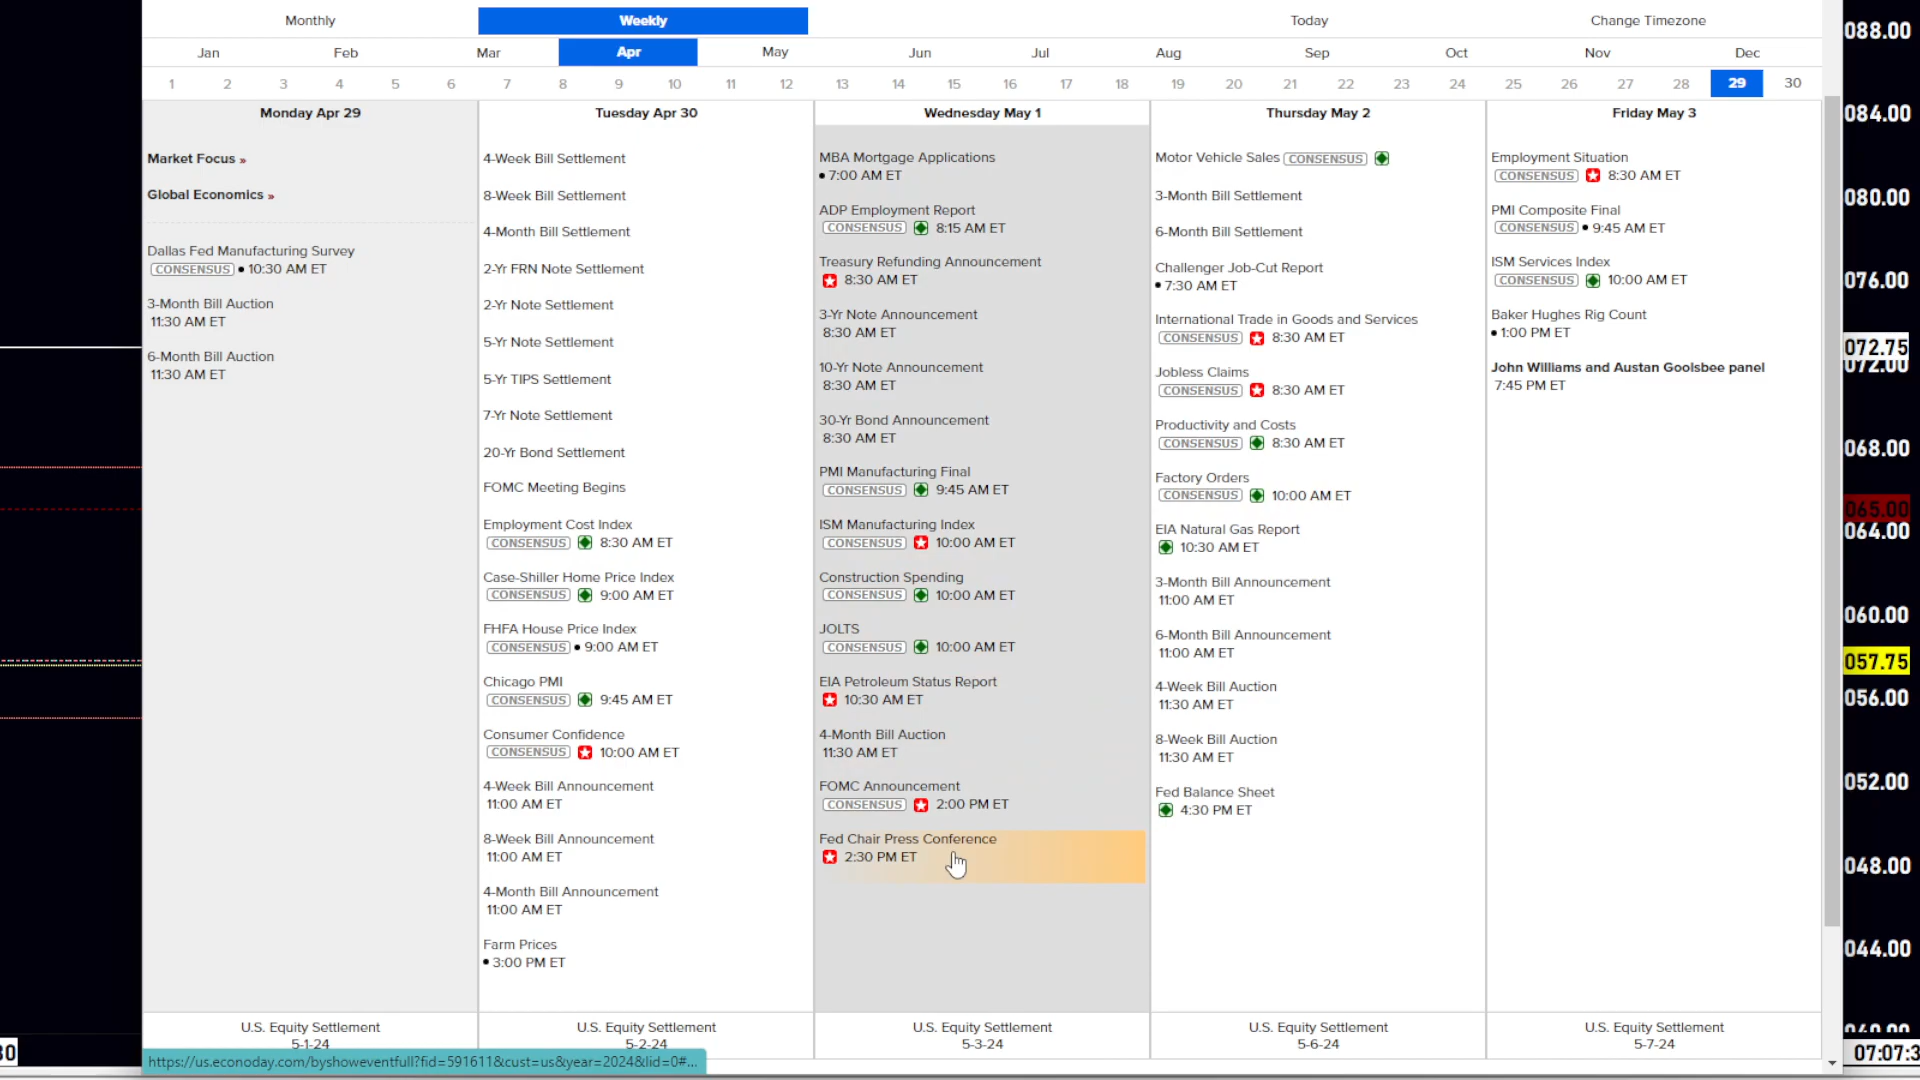 Monthly
Weekly
Today
Change Timezone
Jan Feb Mar Apr May Jun Jul Aug Sep Oct Nov Dec
1 2 3 4 5 6 7 8 9 10 11 12 13 14 15 16 17 18 19 20 21 22 23 24 25 26 27 28 29 30
Monday Apr 29
Market Focus »
Global Economics »
Dallas Fed Manufacturing Survey
CONSENSUS • 10:30 AM ET
3-Month Bill Auction
11:30 AM ET
6-Month Bill Auction
11:30 AM ET
U.S. Equity Settlement
5-1-24
Tuesday Apr 30
4-Week Bill Settlement
8-Week Bill Settlement
4-Month Bill Settlement
2-Yr FRN Note Settlement
2-Yr Note Settlement
5-Yr Note Settlement
5-Yr TIPS Settlement
7-Yr Note Settlement
20-Yr Bond Settlement
FOMC Meeting Begins
Employment Cost Index
CONSENSUS 8:30 AM ET
Case-Shiller Home Price Index
CONSENSUS 9:00 AM ET
FHFA House Price Index
CONSENSUS • 9:00 AM ET
Chicago PMI
CONSENSUS 9:45 AM ET
Consumer Confidence
CONSENSUS 10:00 AM ET
4-Week Bill Announcement
11:00 AM ET
8-Week Bill Announcement
11:00 AM ET
4-Month Bill Announcement
11:00 AM ET
Farm Prices
• 3:00 PM ET
U.S. Equity Settlement
5-2-24
Wednesday May 1
MBA Mortgage Applications
• 7:00 AM ET
ADP Employment Report
CONSENSUS 8:15 AM ET
Treasury Refunding Announcement
8:30 AM ET
3-Yr Note Announcement
8:30 AM ET
10-Yr Note Announcement
8:30 AM ET
30-Yr Bond Announcement
8:30 AM ET
PMI Manufacturing Final
CONSENSUS 9:45 AM ET
ISM Manufacturing Index
CONSENSUS 10:00 AM ET
Construction Spending
CONSENSUS 10:00 AM ET
JOLTS
CONSENSUS 10:00 AM ET
EIA Petroleum Status Report
10:30 AM ET
4-Month Bill Auction
11:30 AM ET
FOMC Announcement
CONSENSUS 2:00 PM ET
Fed Chair Press Conference
2:30 PM ET
U.S. Equity Settlement
5-3-24
Thursday May 2
Motor Vehicle Sales CONSENSUS
3-Month Bill Settlement
6-Month Bill Settlement
Challenger Job-Cut Report
• 7:30 AM ET
International Trade in Goods and Services
CONSENSUS 8:30 AM ET
Jobless Claims
CONSENSUS 8:30 AM ET
Productivity and Costs
CONSENSUS 8:30 AM ET
Factory Orders
CONSENSUS 10:00 AM ET
EIA Natural Gas Report
10:30 AM ET
3-Month Bill Announcement
11:00 AM ET
6-Month Bill Announcement
11:00 AM ET
4-Week Bill Auction
11:30 AM ET
8-Week Bill Auction
11:30 AM ET
Fed Balance Sheet
4:30 PM ET
U.S. Equity Settlement
5-6-24
Friday May 3
Employment Situation
CONSENSUS 8:30 AM ET
PMI Composite Final
CONSENSUS • 9:45 AM ET
ISM Services Index
CONSENSUS 10:00 AM ET
Baker Hughes Rig Count
• 1:00 PM ET
John Williams and Austan Goolsbee panel
7:45 PM ET
U.S. Equity Settlement
5-7-24
https://us.econoday.com/byshoweventfull?fid=591611&cust=us&year=2024&lid=0#...
088.00
084.00
080.00
076.00
072.75
072.00
068.00
065.00
064.00
060.00
057.75
056.00
052.00
048.00
044.00
07:07:3